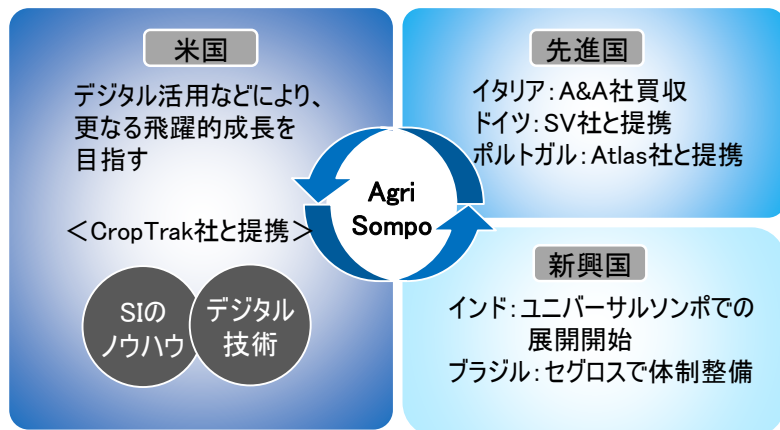 米国
デジタル活用などにより、
更なる飛躍的成長を
目指す
＜CropTrak社と提携＞
SIの
ノウハウ
デジタル
技術
Agri
Sompo
先進国
イタリア：A&A社買収
ドイツ：SV社と提携
ポルトガル：Atlas社と提携
新興国
インド：ユニバーサルソンポでの
展開開始
ブラジル：セグロスで体制整備